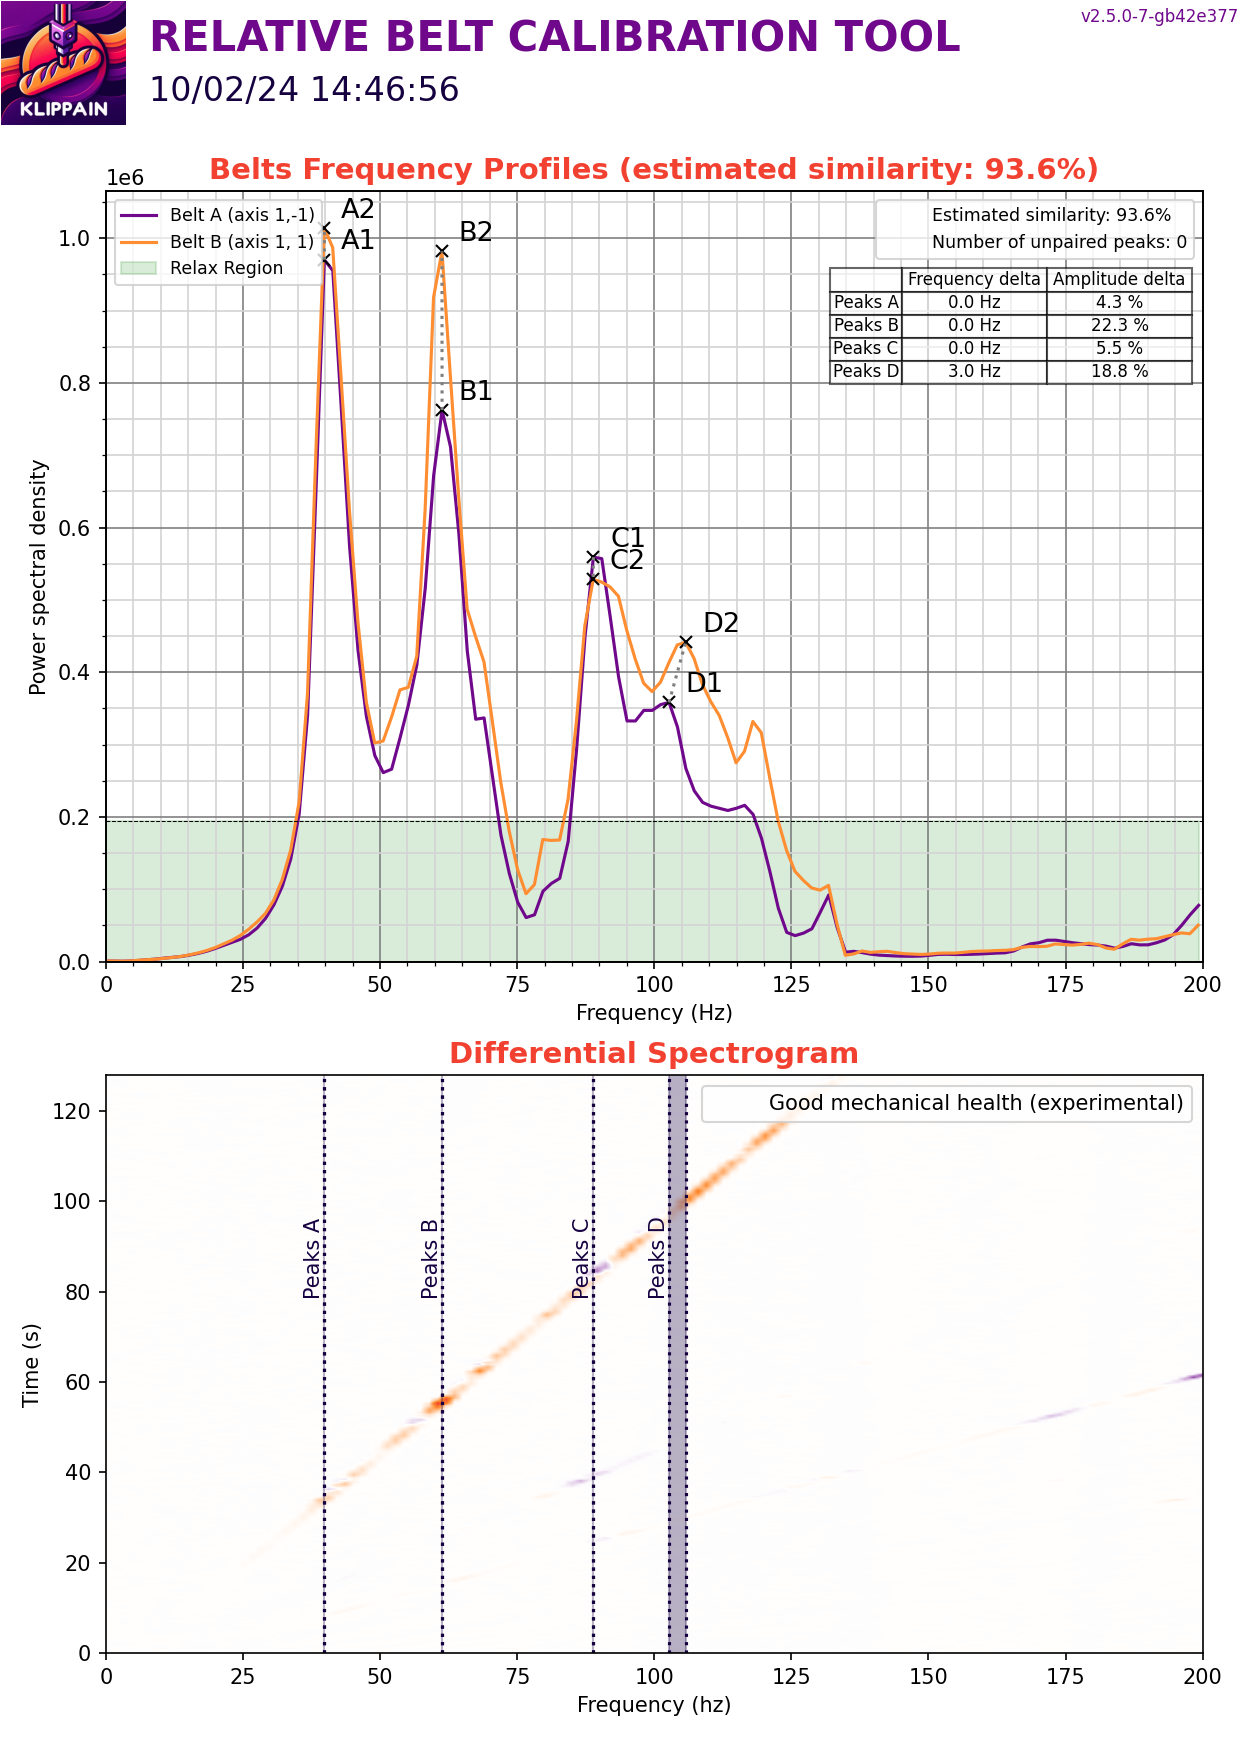 v2.5.0-7-gb42e377
RELATIVE BELT CALIBRATION TOOL
10/02/24 14:46:56
KLIPPAIN
Belts Frequency Profiles (estimated similarity: 93.6%)
1e6
Belt A (axis 1,-1)
Belt B (axis 1, 1)
Relax Region
Estimated similarity: 93.6%
Number of unpaired peaks: 0
Frequency delta Amplitude delta
Peaks A 0.0 Hz 4.3 %
Peaks B 0.0 Hz 22.3 %
Peaks C 0.0 Hz 5.5 %
Peaks D 3.0 Hz 18.8 %
A2
A1
B2
B1
C1
C2
D2
D1
Power spectral density
1.0
0.8
0.6
0.4
0.2
0.0
0 25 50 75 100 125 150 175 200
Frequency (Hz)
Differential Spectrogram
Good mechanical health (experimental)
Peaks A
Peaks B
Peaks C
Peaks D
Time (s)
120
100
80
60
40
20
0
0 25 50 75 100 125 150 175 200
Frequency (hz)